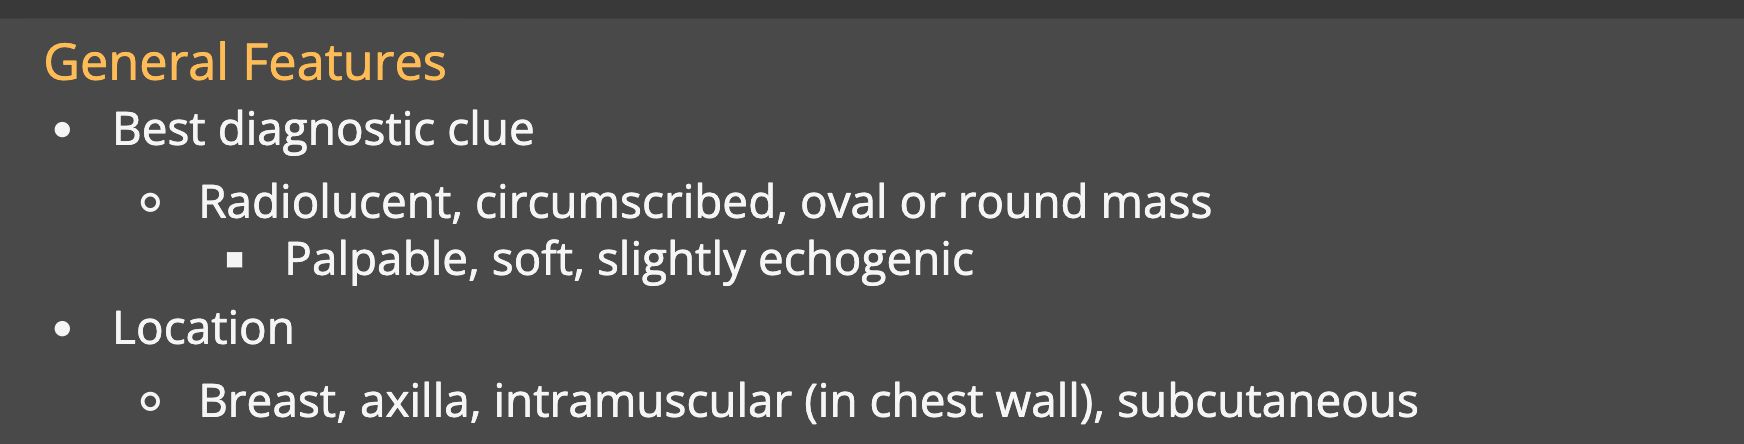 General Features
• Best diagnostic clue
○ Radiolucent, circumscribed, oval or round mass
▪ Palpable, soft, slightly echogenic
• Location
○ Breast, axilla, intramuscular (in chest wall), subcutaneous